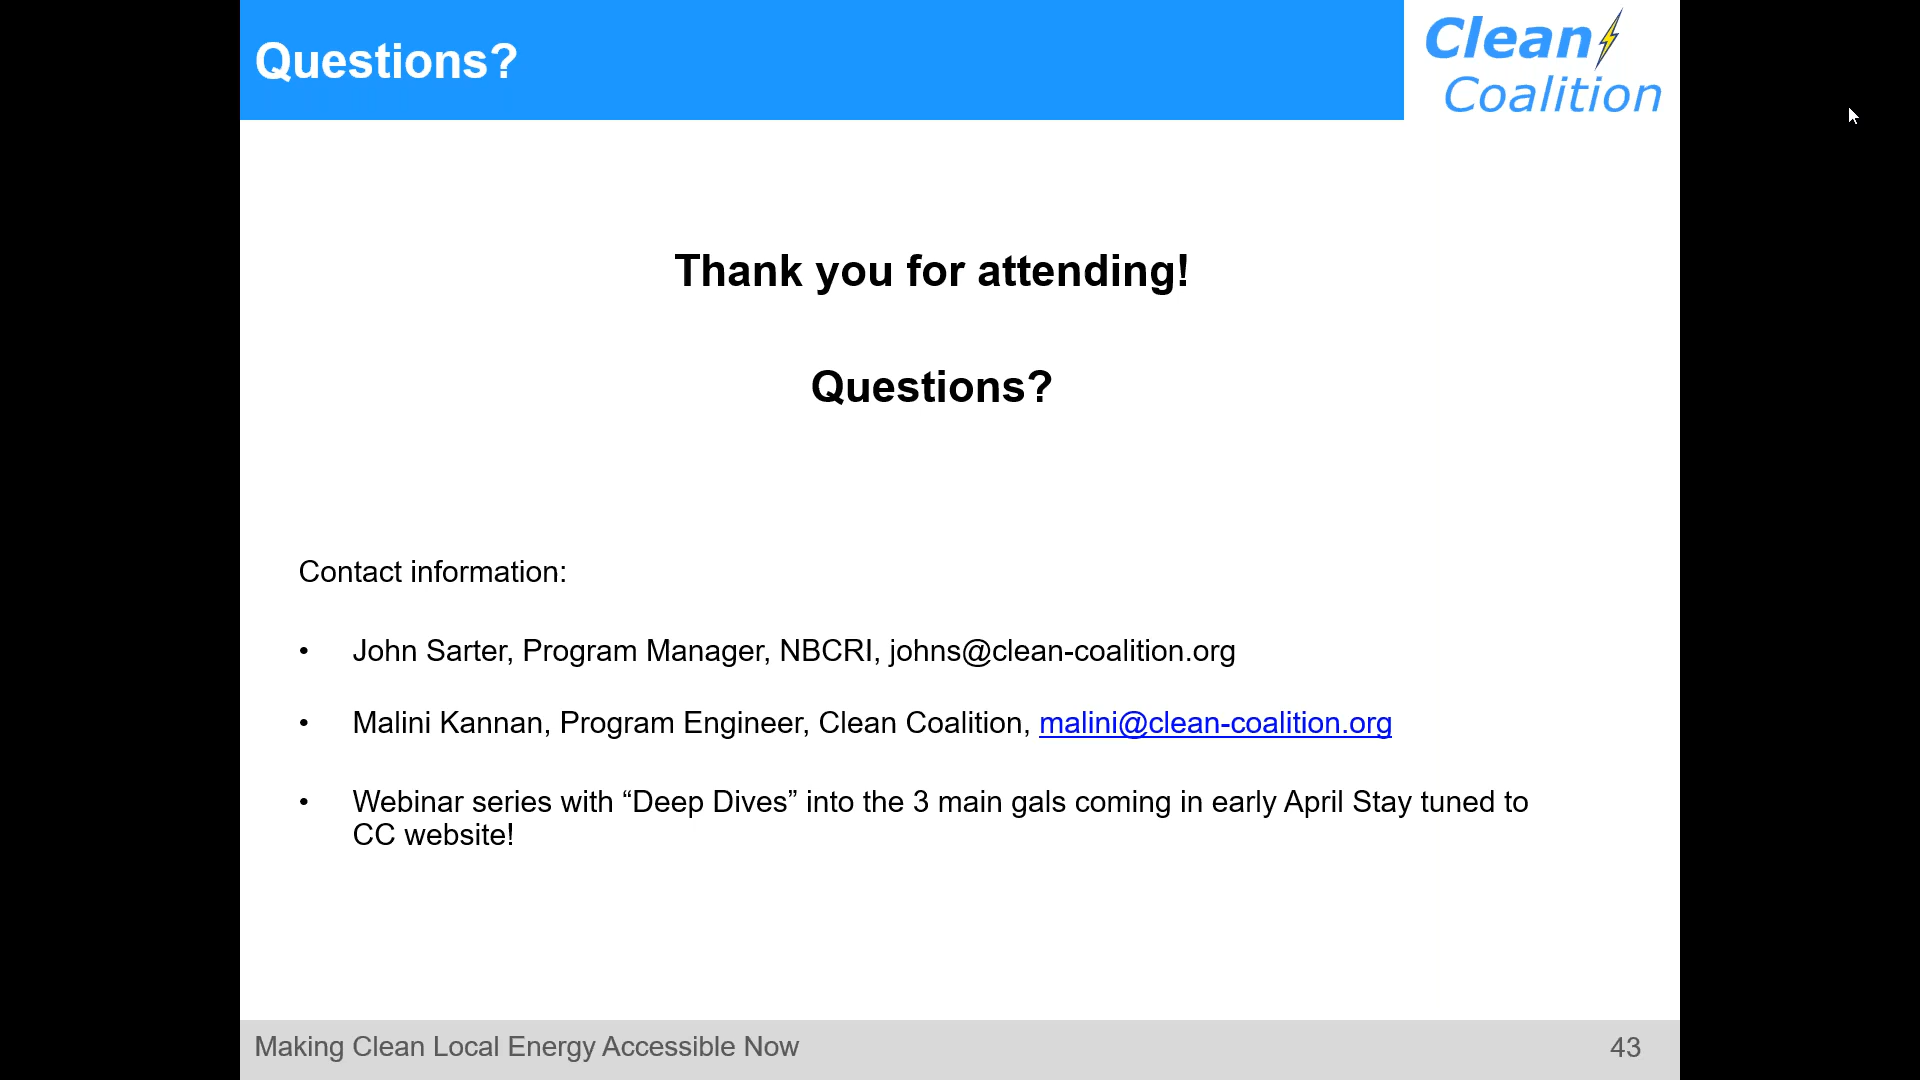 Questions?
Clean
Coalition
Thank you for attending!
Questions?
Contact information:
• John Sarter, Program Manager, NBCRI, johns@clean-coalition.org
• Malini Kannan, Program Engineer, Clean Coalition, malini@clean-coalition.org
• Webinar series with “Deep Dives” into the 3 main gals coming in early April Stay tuned to
CC website!
Making Clean Local Energy Accessible Now
43